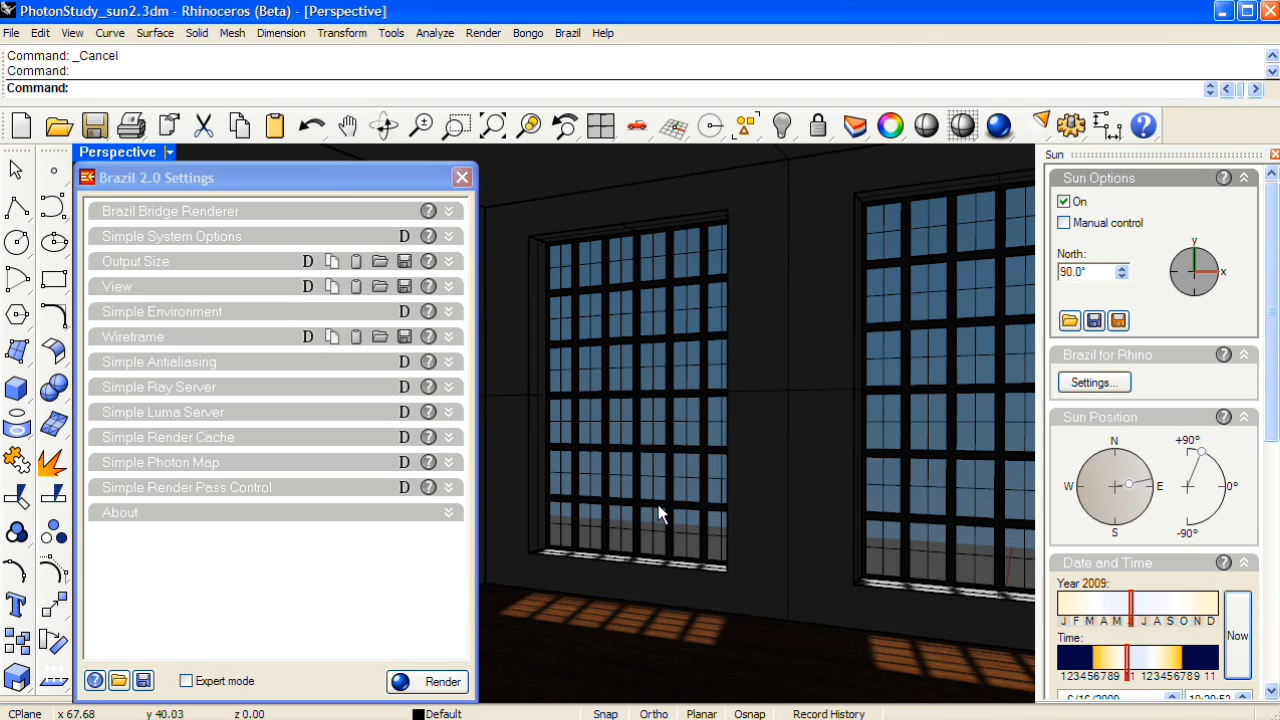 PhotonStudy_sun2.3dm - Rhinoceros (Beta) - [Perspective]
File Edit View Curve Surface Solid Mesh Dimension Transform Tools Analyze Render Bongo Brazil Help
Command: _Cancel
Command:
Command:
Perspective
Brazil 2.0 Settings
Brazil Bridge Renderer ?
Simple System Options D ?
Output Size D ?
View D ?
Simple Environment D ?
Wireframe D ?
Simple Antialiasing D ?
Simple Ray Server D ?
Simple Luma Server D ?
Simple Render Cache D ?
Simple Photon Map D ?
Simple Render Pass Control D ?
About
Expert mode
Render
Sun
Sun Options ?
On
Manual control
North:
90.0°
y
x
Brazil for Rhino ?
Settings...
Sun Position ?
N
W E
S
+90°
0°
-90°
Date and Time ?
Year 2009:
J F M A M J J A S O N D
Now
Time:
CPlane x 67.68 y 40.03 z 0.00 Default Snap Ortho Planar Osnap Record History